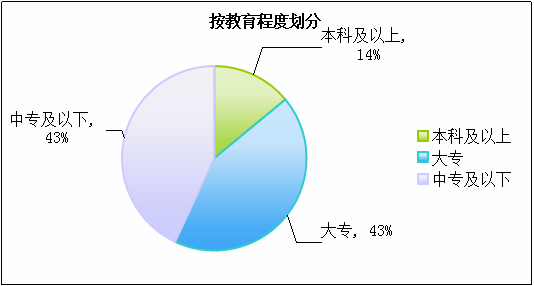 按教育程度划分
本科及以上,
14%
中专及以下,
43%
大专, 43%
本科及以上
大专
中专及以下